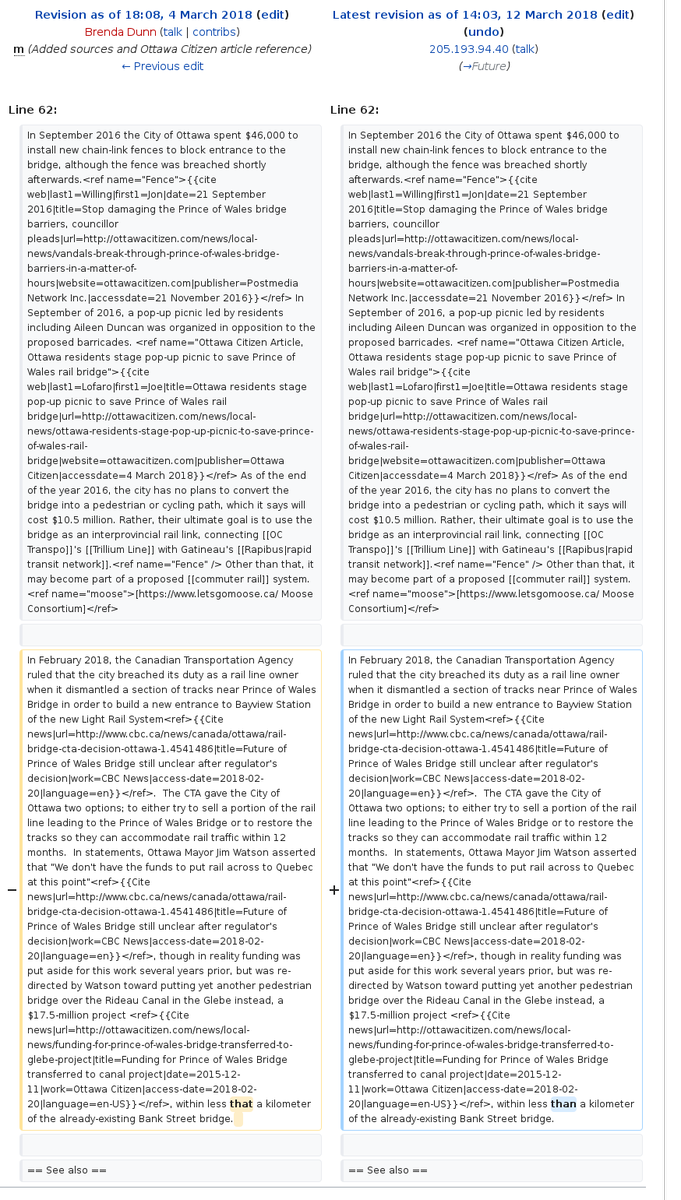 Revision as of 18:08, 4 March 2018 (edit)
Brenda Dunn (talk | contribs)
m (Added sources and Ottawa Citizen article reference)
← Previous edit
Latest revision as of 14:03, 12 March 2018 (edit)
(undo)
205.193.94.40 (talk)
(→Future)
Line 62:
In September 2016 the City of Ottawa spent $46,000 to
install new chain-link fences to block entrance to the
bridge, although the fence was breached shortly
afterwards.<ref name="Fence">{{cite
web|last1=Willing|first1=Jon|date=21 September
2016|title=Stop damaging the Prince of Wales bridge
barriers, councillor
pleads|url=http://ottawacitizen.com/news/local-
news/vandals-break-through-prince-of-wales-bridge-
barriers-in-a-matter-of-
hours|website=ottawacitizen.com|publisher=Postmedia
Network Inc.|accessdate=21 November 2016}}</ref> In
September of 2016, a pop-up picnic led by residents
including Aileen Duncan was organized in opposition to the
proposed barricades. <ref name="Ottawa Citizen Article,
Ottawa residents stage pop-up picnic to save Prince of
Wales rail bridge">{{cite
web|last1=Lofaro|first1=Joe|title=Ottawa residents stage
pop-up picnic to save Prince of Wales rail
bridge|url=http://ottawacitizen.com/news/local-
news/ottawa-residents-stage-pop-up-picnic-to-save-prince-
of-wales-rail-
bridge|website=ottawacitizen.com|publisher=Ottawa
Citizen|accessdate=4 March 2018}}</ref> As of the end
of the year 2016, the city has no plans to convert the
bridge into a pedestrian or cycling path, which it says will
cost $10.5 million. Rather, their ultimate goal is to use the
bridge as an interprovincial rail link, connecting [[OC
Transpo]]'s [[Trillium Line]] with Gatineau's [[Rapibus|rapid
transit network]].<ref name="Fence" /> Other than that, it
may become part of a proposed [[commuter rail]] system.
<ref name="moose">[https://www.letsgomoose.ca/ Moose
Consortium]</ref>
Line 62:
In September 2016 the City of Ottawa spent $46,000 to
install new chain-link fences to block entrance to the
bridge, although the fence was breached shortly
afterwards.<ref name="Fence">{{cite
web|last1=Willing|first1=Jon|date=21 September
2016|title=Stop damaging the Prince of Wales bridge
barriers, councillor
pleads|url=http://ottawacitizen.com/news/local-
news/vandals-break-through-prince-of-wales-bridge-
barriers-in-a-matter-of-
hours|website=ottawacitizen.com|publisher=Postmedia
Network Inc.|accessdate=21 November 2016}}</ref> In
September of 2016, a pop-up picnic led by residents
including Aileen Duncan was organized in opposition to the
proposed barricades. <ref name="Ottawa Citizen Article,
Ottawa residents stage pop-up picnic to save Prince of
Wales rail bridge">{{cite
web|last1=Lofaro|first1=Joe|title=Ottawa residents stage
pop-up picnic to save Prince of Wales rail
bridge|url=http://ottawacitizen.com/news/local-
news/ottawa-residents-stage-pop-up-picnic-to-save-prince-
of-wales-rail-
bridge|website=ottawacitizen.com|publisher=Ottawa
Citizen|accessdate=4 March 2018}}</ref> As of the end
of the year 2016, the city has no plans to convert the
bridge into a pedestrian or cycling path, which it says will
cost $10.5 million. Rather, their ultimate goal is to use the
bridge as an interprovincial rail link, connecting [[OC
Transpo]]'s [[Trillium Line]] with Gatineau's [[Rapibus|rapid
transit network]].<ref name="Fence" /> Other than that, it
may become part of a proposed [[commuter rail]] system.
<ref name="moose">[https://www.letsgomoose.ca/ Moose
Consortium]</ref>
−
In February 2018, the Canadian Transportation Agency
ruled that the city breached its duty as a rail line owner
when it dismantled a section of tracks near Prince of Wales
Bridge in order to build a new entrance to Bayview Station
of the new Light Rail System<ref>{{Cite
news|url=http://www.cbc.ca/news/canada/ottawa/rail-
bridge-cta-decision-ottawa-1.4541486|title=Future of
Prince of Wales Bridge still unclear after regulator's
decision|work=CBC News|access-date=2018-02-
20|language=en}}</ref>.  The CTA gave the City of
Ottawa two options; to either try to sell a portion of the rail
line leading to the Prince of Wales Bridge or to restore the
tracks so they can accommodate rail traffic within 12
months.  In statements, Ottawa Mayor Jim Watson asserted
that "We don't have the funds to put rail across to Quebec
at this point"<ref>{{Cite
news|url=http://www.cbc.ca/news/canada/ottawa/rail-
bridge-cta-decision-ottawa-1.4541486|title=Future of
Prince of Wales Bridge still unclear after regulator's
decision|work=CBC News|access-date=2018-02-
20|language=en}}</ref>, though in reality funding was
put aside for this work several years prior, but was re-
directed by Watson toward putting yet another pedestrian
bridge over the Rideau Canal in the Glebe instead, a
$17.5-million project <ref>{{Cite
news|url=http://ottawacitizen.com/news/local-
news/funding-for-prince-of-wales-bridge-transferred-to-
glebe-project|title=Funding for Prince of Wales Bridge
transferred to canal project|date=2015-12-
11|work=Ottawa Citizen|access-date=2018-02-
20|language=en-US}}</ref>, within less that a kilometer
of the already-existing Bank Street bridge.
+
In February 2018, the Canadian Transportation Agency
ruled that the city breached its duty as a rail line owner
when it dismantled a section of tracks near Prince of Wales
Bridge in order to build a new entrance to Bayview Station
of the new Light Rail System<ref>{{Cite
news|url=http://www.cbc.ca/news/canada/ottawa/rail-
bridge-cta-decision-ottawa-1.4541486|title=Future of
Prince of Wales Bridge still unclear after regulator's
decision|work=CBC News|access-date=2018-02-
20|language=en}}</ref>.  The CTA gave the City of
Ottawa two options; to either try to sell a portion of the rail
line leading to the Prince of Wales Bridge or to restore the
tracks so they can accommodate rail traffic within 12
months.  In statements, Ottawa Mayor Jim Watson asserted
that "We don't have the funds to put rail across to Quebec
at this point"<ref>{{Cite
news|url=http://www.cbc.ca/news/canada/ottawa/rail-
bridge-cta-decision-ottawa-1.4541486|title=Future of
Prince of Wales Bridge still unclear after regulator's
decision|work=CBC News|access-date=2018-02-
20|language=en}}</ref>, though in reality funding was
put aside for this work several years prior, but was re-
directed by Watson toward putting yet another pedestrian
bridge over the Rideau Canal in the Glebe instead, a
$17.5-million project <ref>{{Cite
news|url=http://ottawacitizen.com/news/local-
news/funding-for-prince-of-wales-bridge-transferred-to-
glebe-project|title=Funding for Prince of Wales Bridge
transferred to canal project|date=2015-12-
11|work=Ottawa Citizen|access-date=2018-02-
20|language=en-US}}</ref>, within less than a kilometer
of the already-existing Bank Street bridge.
== See also ==
== See also ==